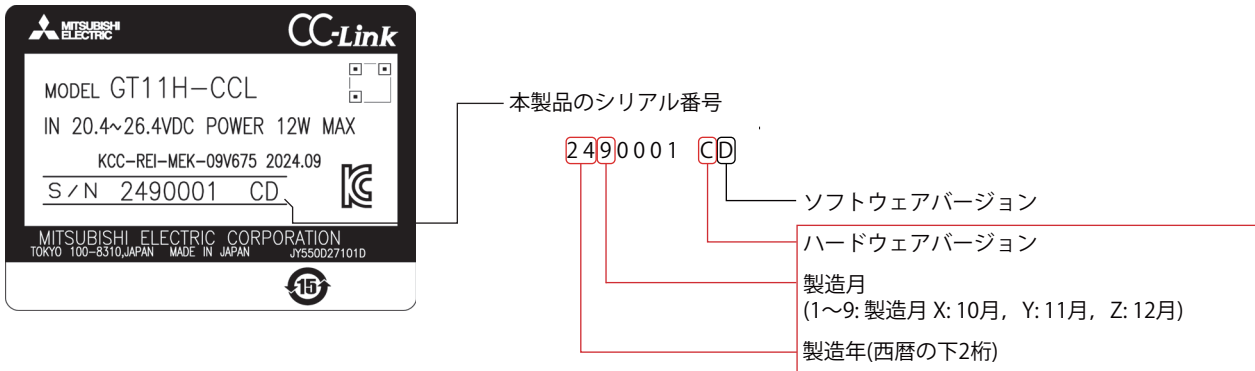 MITSUBISHI
ELECTRIC
CC-Link
MODEL GT11H-CCL
IN 20.4~26.4VDC POWER 12W MAX
KCC-REI-MEK-09V675 2024.09
S/N 2490001 CD
MITSUBISHI ELECTRIC CORPORATION
TOKYO 100-8310,JAPAN MADE IN JAPAN JY550D27101D
15
本製品のシリアル番号
2490001 CD
ソフトウェアバージョン
ハードウェアバージョン
製造月
(1～9: 製造月 X: 10月, Y: 11月, Z: 12月)
製造年(西暦の下2桁)